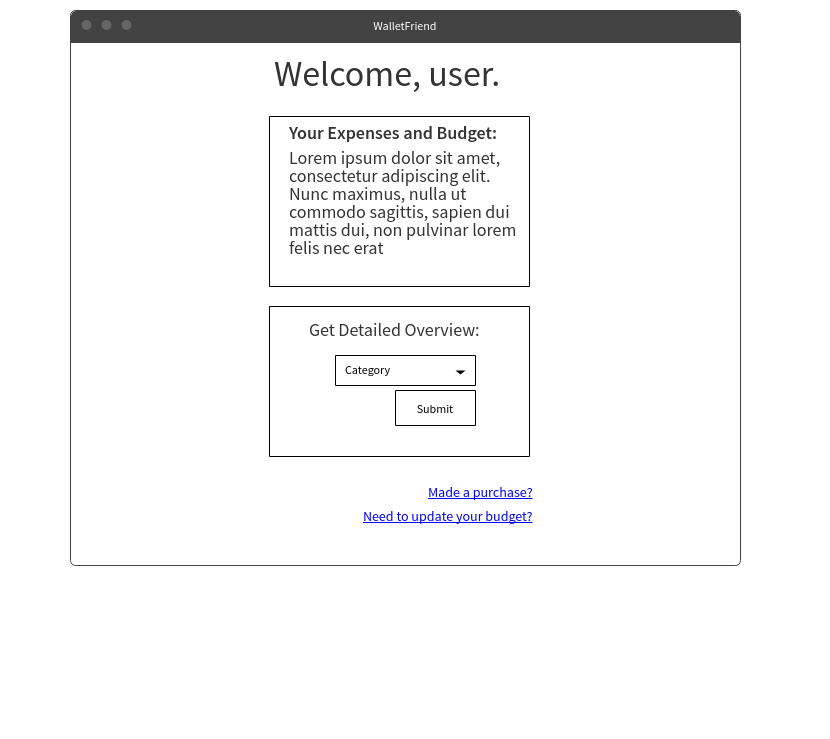 WalletFriend
Welcome, user.
Your Expenses and Budget:
Lorem ipsum dolor sit amet,
consectetur adipiscing elit.
Nunc maximus, nulla ut
commodo sagittis, sapien dui
mattis dui, non pulvinar lorem
felis nec erat
Get Detailed Overview:
Category
Submit
Made a purchase?
Need to update your budget?